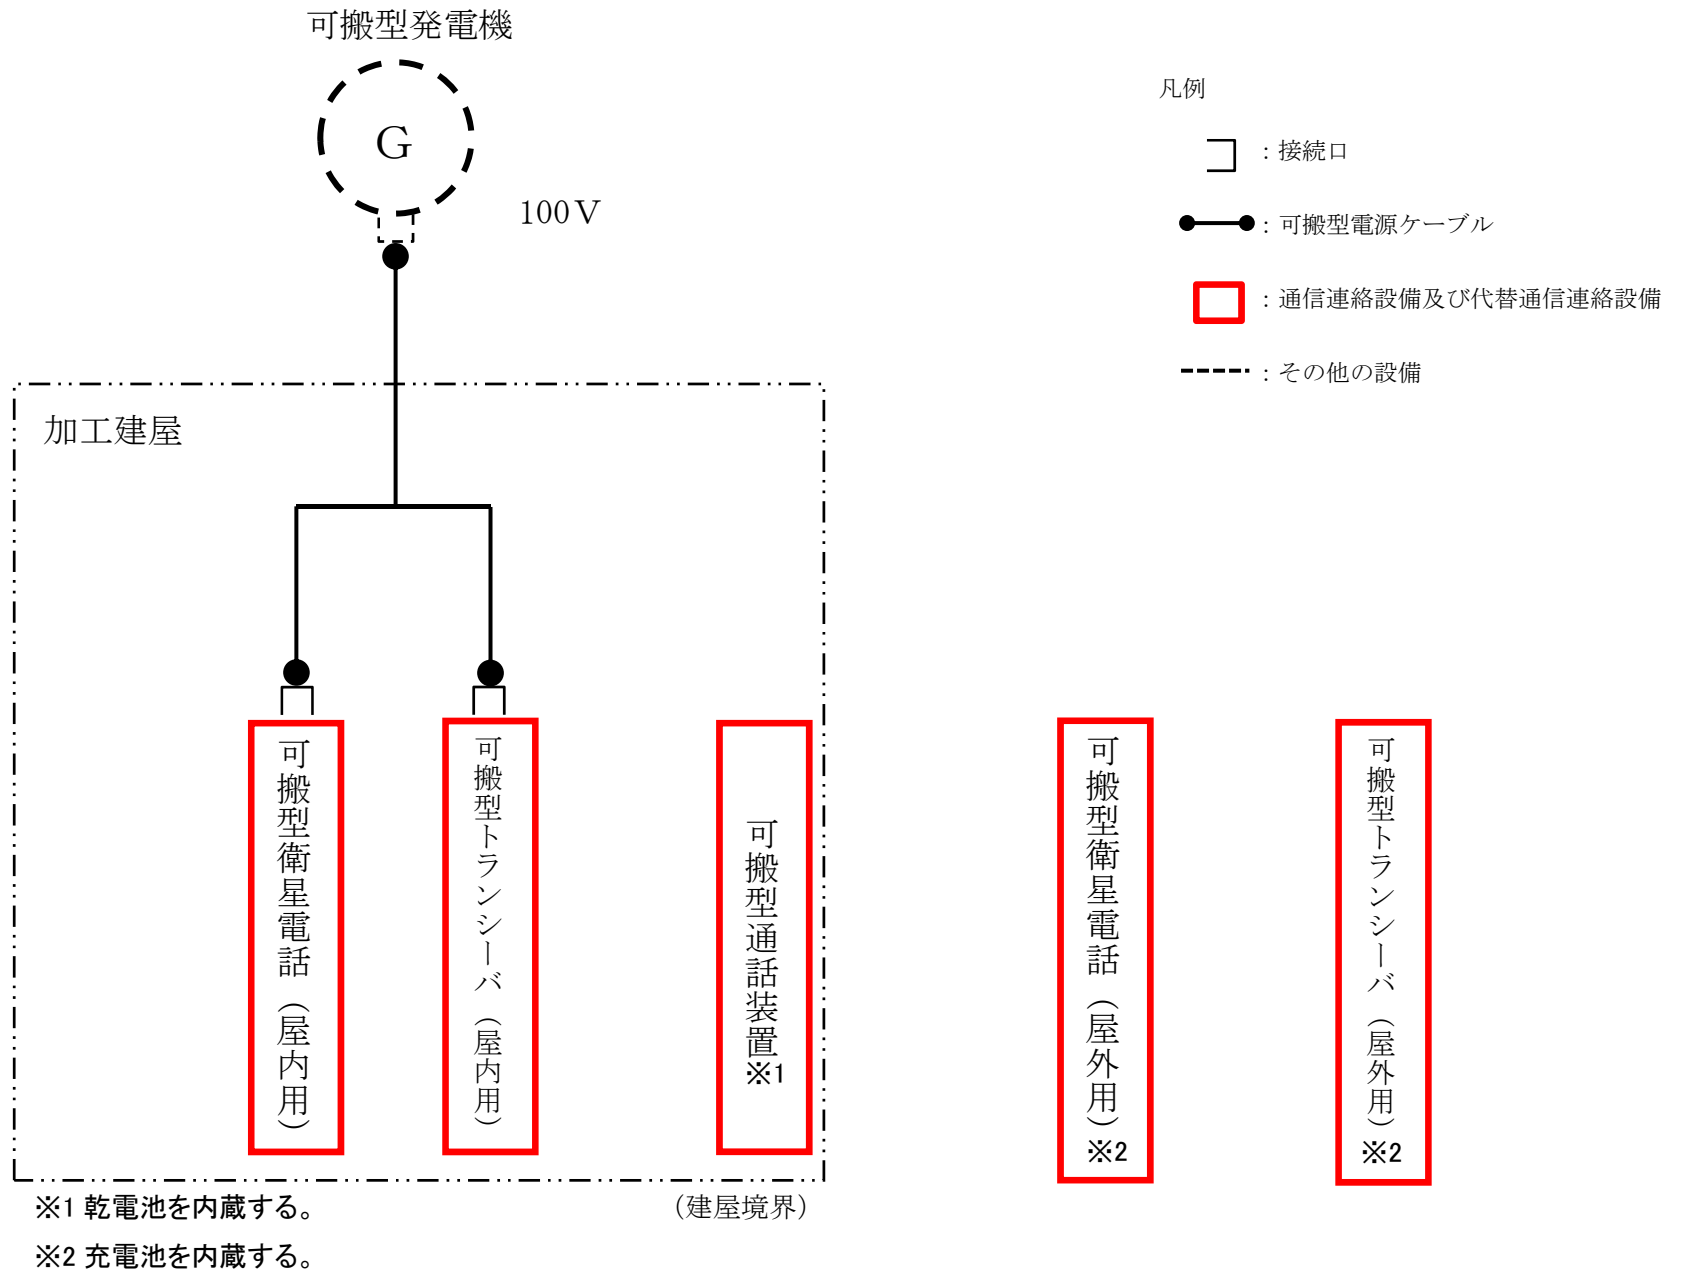 可搬型発電機
G
100V
凡例
：接続口
：可搬型電源ケーブル
：通信連絡設備及び代替通信連絡設備
：その他の設備
加工建屋
可搬型衛星電話（屋内用）
可搬型トランシーバ（屋内用）
可搬型通話装置※1
可搬型衛星電話（屋外用）※2
可搬型トランシーバ（屋外用）※2
（建屋境界）
※1 乾電池を内蔵する。
※2 充電池を内蔵する。